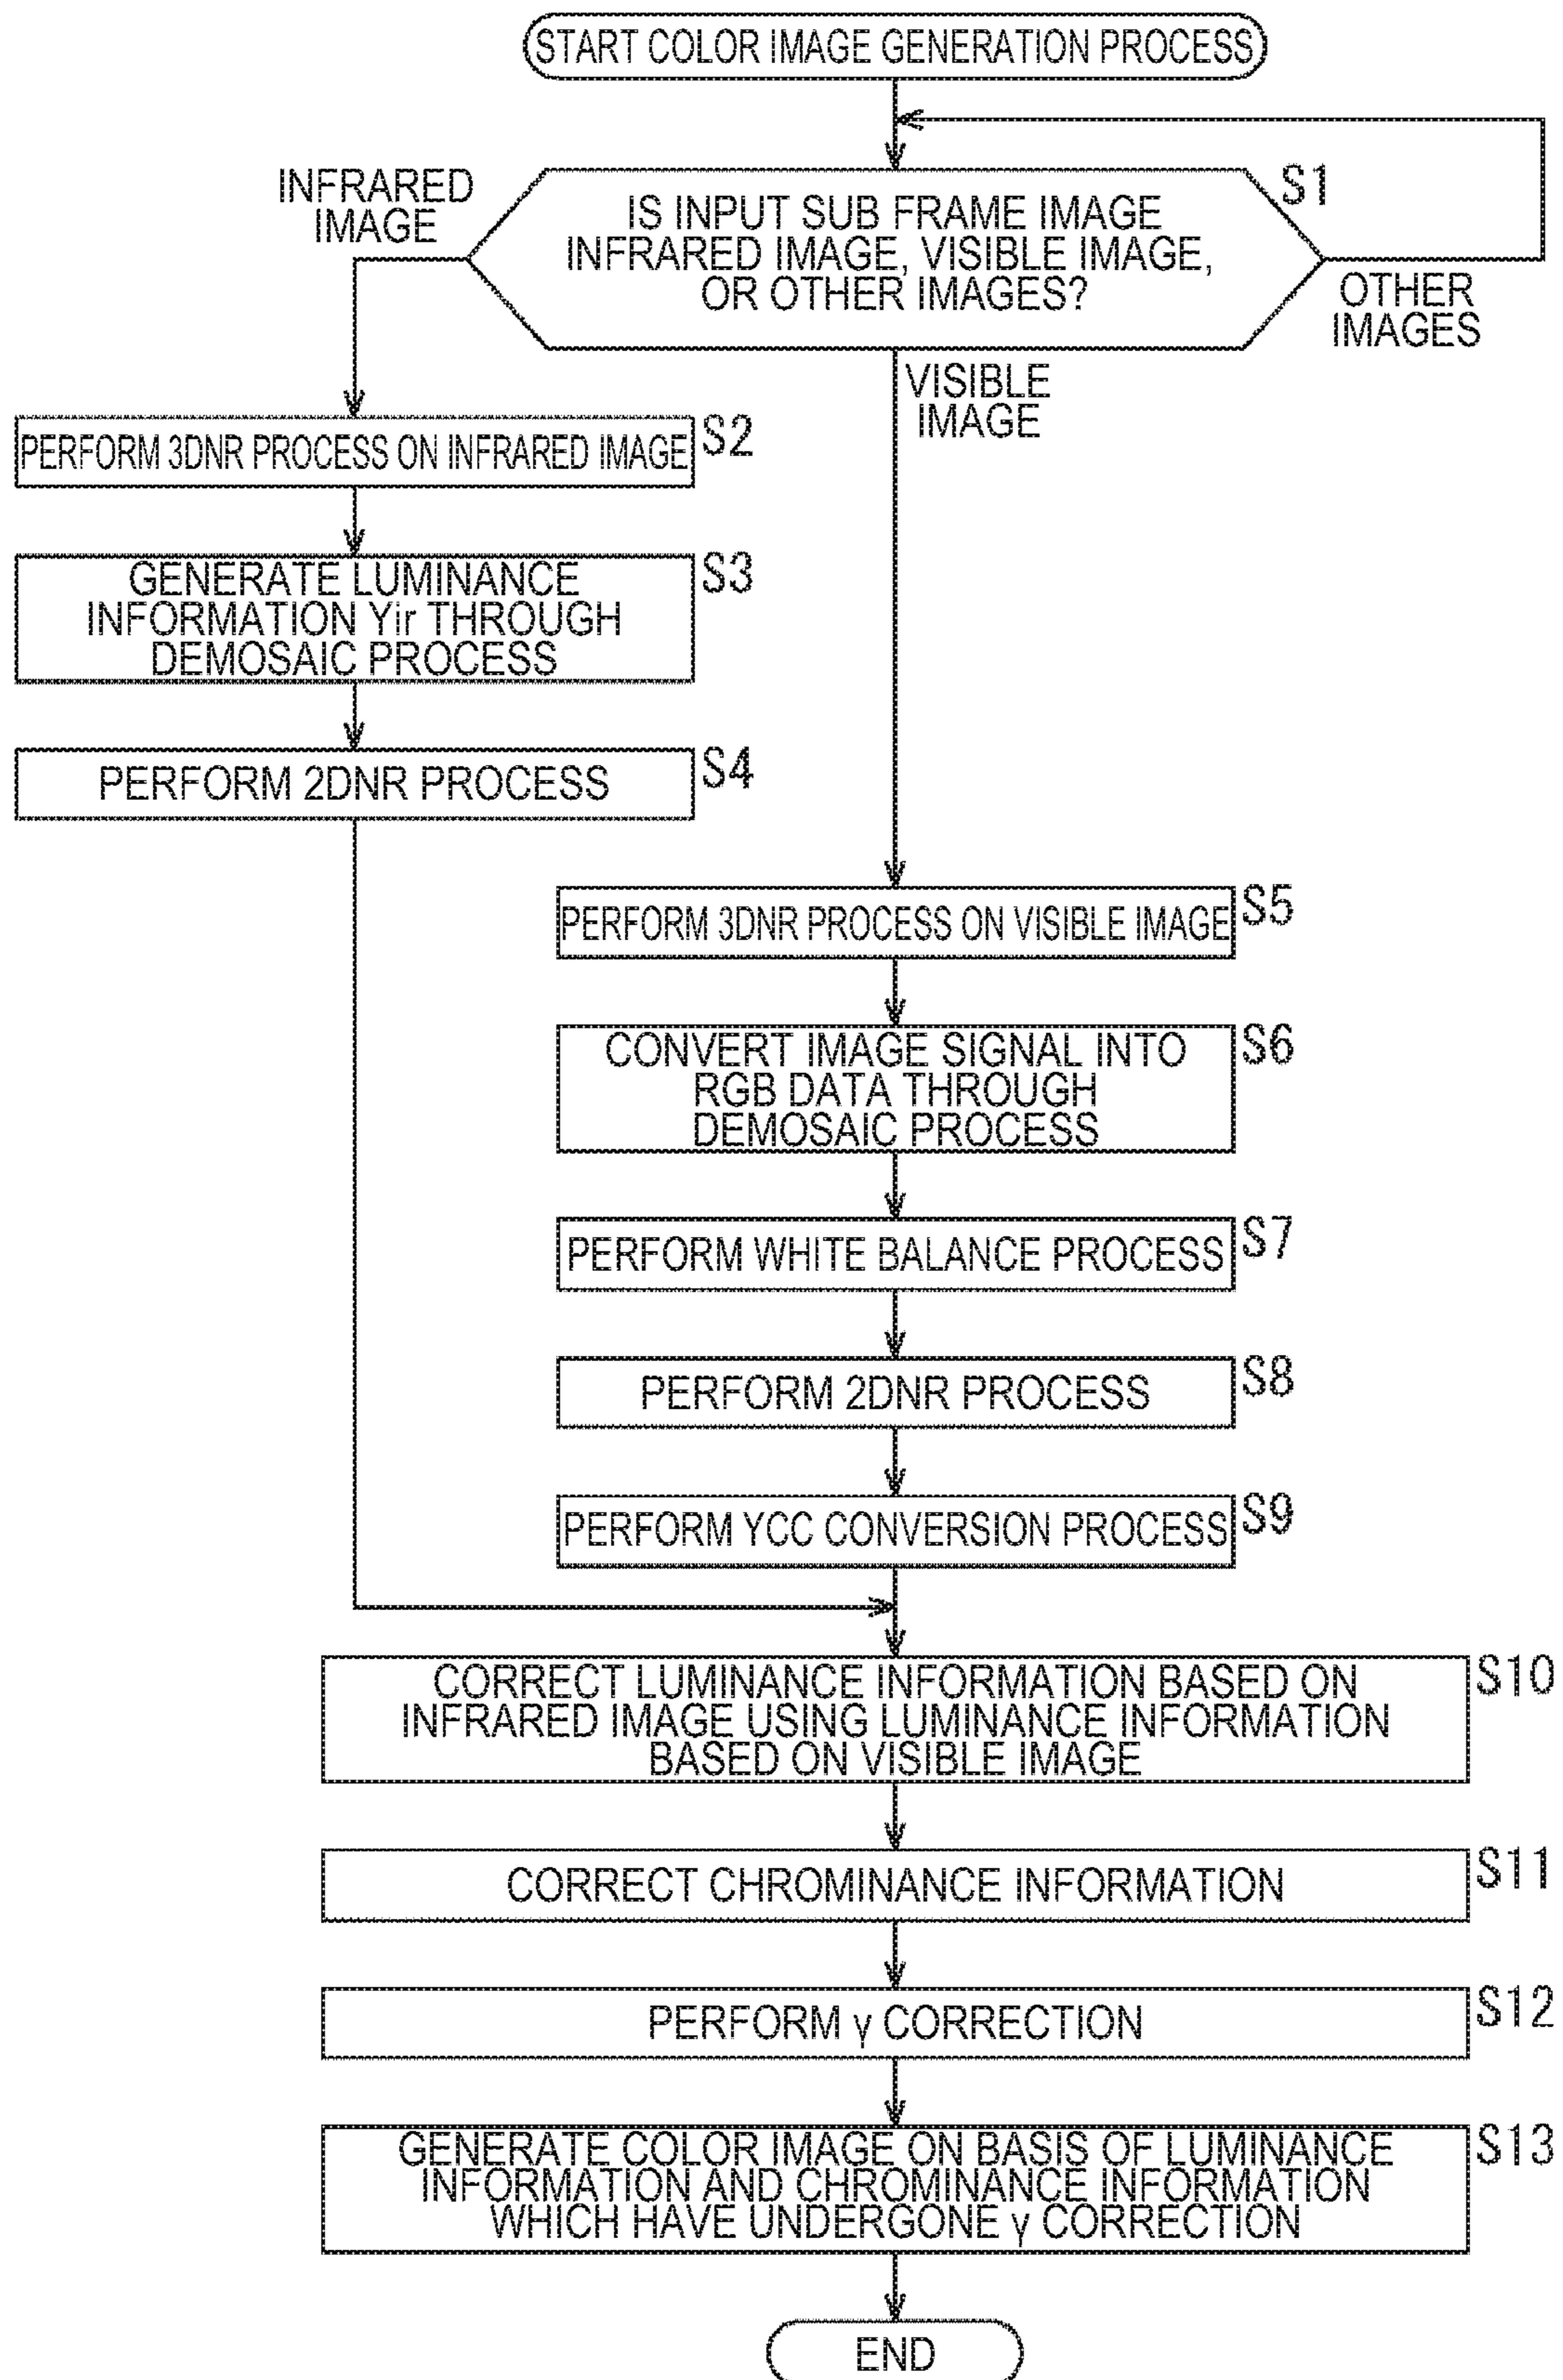 START COLOR IMAGE GENERATION PROCESS
S1
IS INPUT SUB FRAME IMAGE
INFRARED IMAGE, VISIBLE IMAGE,
OR OTHER IMAGES?
INFRARED
IMAGE
OTHER
IMAGES
VISIBLE
IMAGE
PERFORM 3DNR PROCESS ON INFRARED IMAGE
S2
GENERATE LUMINANCE
INFORMATION Yir THROUGH
DEMOSAIC PROCESS
S3
PERFORM 2DNR PROCESS
S4
PERFORM 3DNR PROCESS ON VISIBLE IMAGE
S5
CONVERT IMAGE SIGNAL INTO
RGB DATA THROUGH
DEMOSAIC PROCESS
S6
PERFORM WHITE BALANCE PROCESS
S7
PERFORM 2DNR PROCESS
S8
PERFORM YCC CONVERSION PROCESS
S9
CORRECT LUMINANCE INFORMATION BASED ON
INFRARED IMAGE USING LUMINANCE INFORMATION
BASED ON VISIBLE IMAGE
S10
CORRECT CHROMINANCE INFORMATION
S11
PERFORM γ CORRECTION
S12
GENERATE COLOR IMAGE ON BASIS OF LUMINANCE
INFORMATION AND CHROMINANCE INFORMATION
WHICH HAVE UNDERGONE γ CORRECTION
S13
END